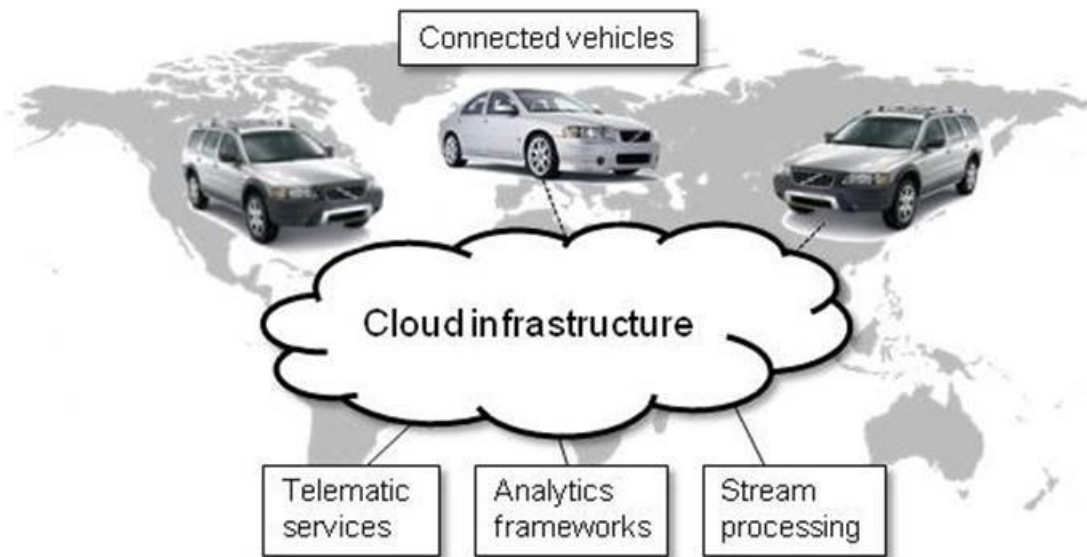 Connected vehicles
Cloud infrastructure
Telematic
services
Analytics
frameworks
Stream
processing